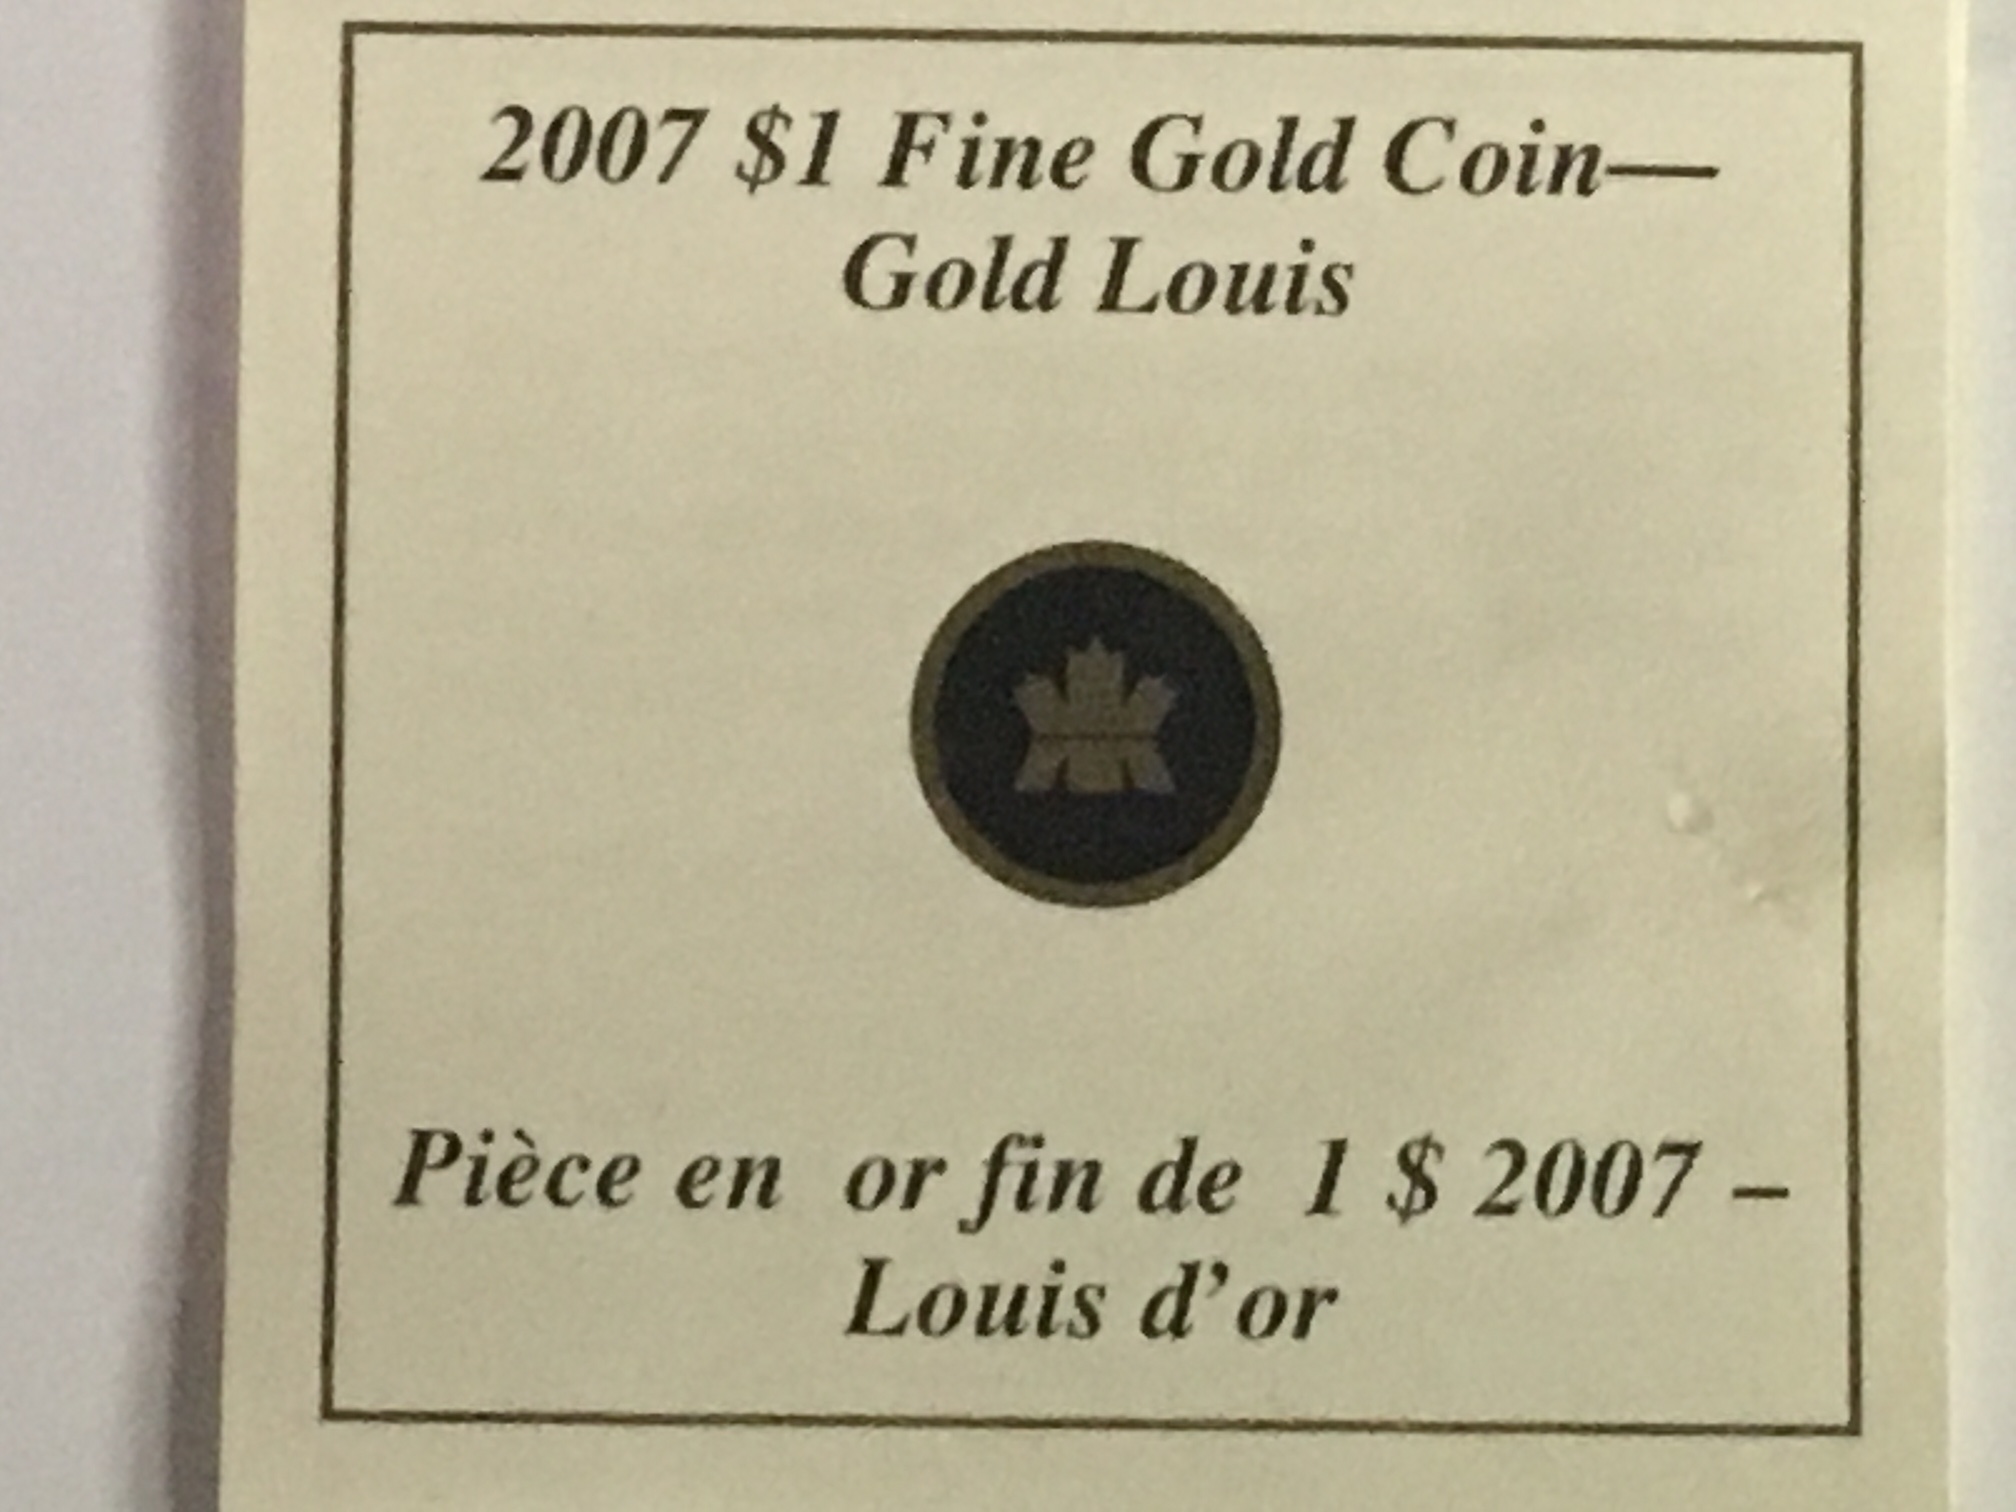 2007 $1 Fine Gold Coin—
Gold Louis
Pièce en or fin de 1 $ 2007 –
Louis d’or